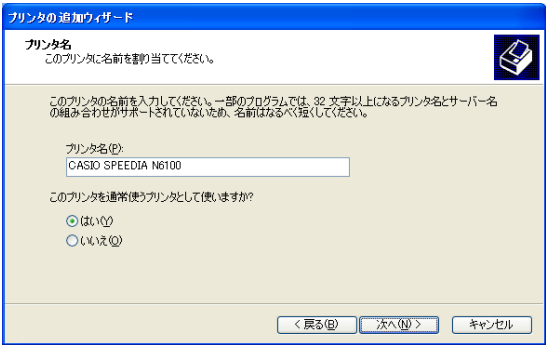 プリンタの追加ウィザード
プリンタ名
このプリンタに名前を割り当ててください。
このプリンタの名前を入力してください。一部のプログラムでは、32 文字以上になるプリンタ名とサーバー名
の組み合わせがサポートされていないため、名前はなるべく短くしてください。
プリンタ名(P):
CASIO SPEEDIA N6100
このプリンタを通常使うプリンタとして使いますか?
はい(Y)
いいえ(O)
< 戻る(B)
次へ(N) >
キャンセル